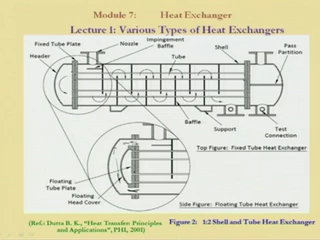 Module 7: Heat Exchanger
Lecture 1: Various Types of Heat Exchangers
Fixed Tube Plate
Header
Nozzle
Impingement
Baffle
Tube
Shell
Pass
Partition
Baffle
Support
Test
Connection
Top Figure: Fixed Tube Heat Exchanger
Floating
Tube Plate
Floating
Head Cover
Side Figure: Floating Tube Heat Exchanger
(Ref.: Dutta B. K., "Heat Transfer: Principles
and Applications", PHI, 2001)
Figure 2: 1:2 Shell and Tube Heat Exchanger